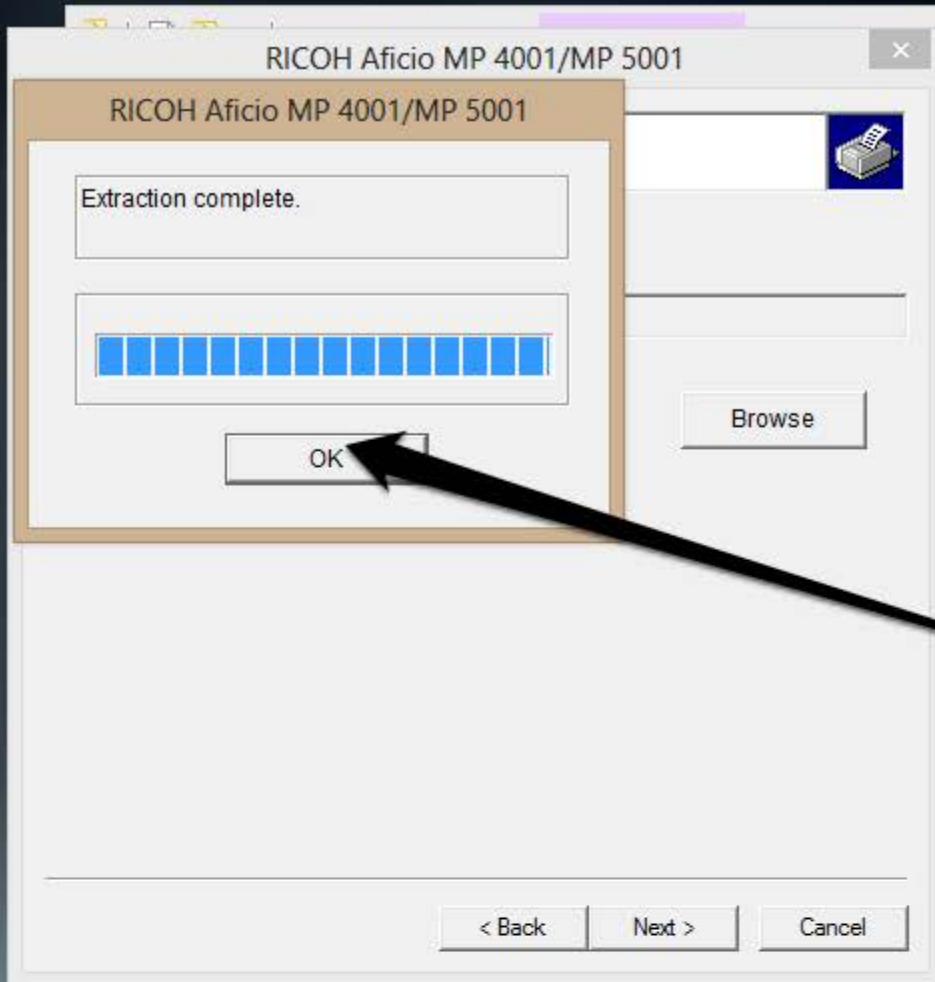 RICOH Aficio MP 4001/MP 5001
RICOH Aficio MP 4001/MP 5001
Extraction complete.
OK
Browse
< Back
Next >
Cancel